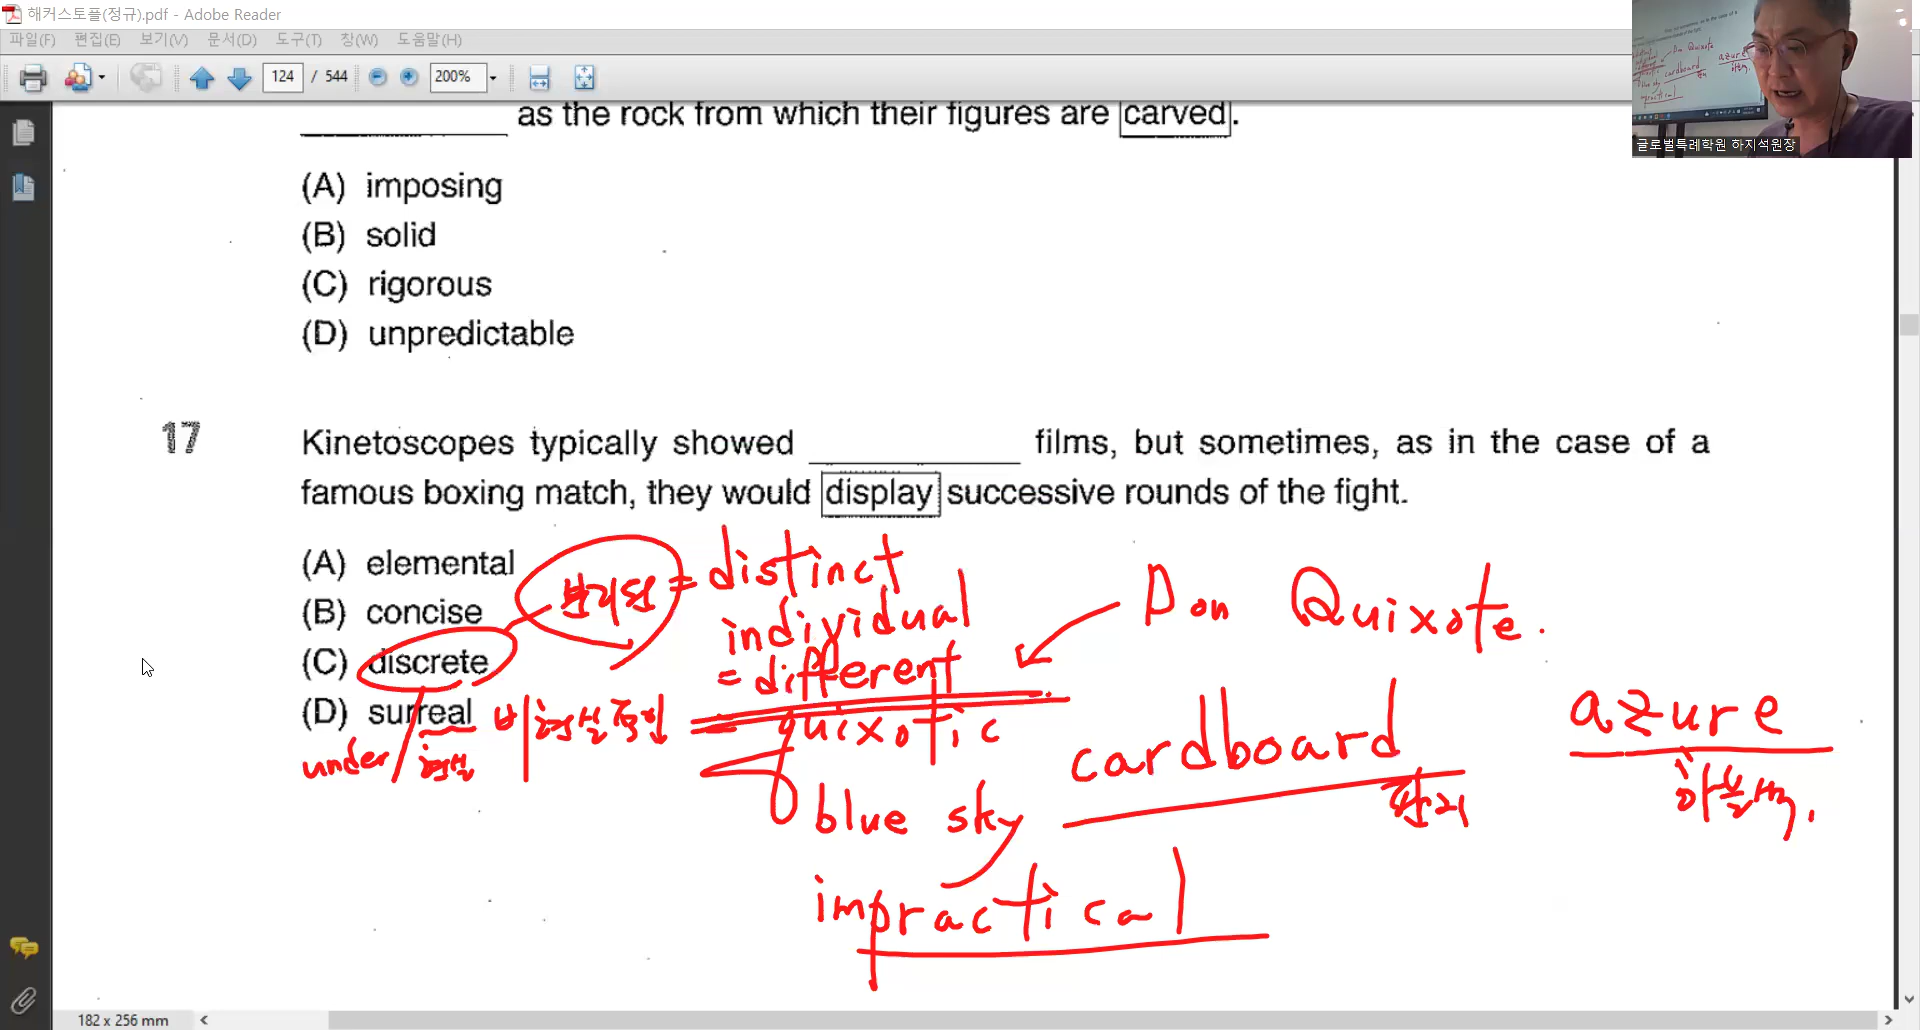 해커스토플(정규).pdf - Adobe Reader
파일(F) 편집(E) 보기(V) 문서(D) 도구(T) 창(W) 도움말(H)
124 / 544 200%
글로벌특례학원 하지석원장
as the rock from which their figures are carved.
(A) imposing
(B) solid
(C) rigorous
(D) unpredictable
17
Kinetoscopes typically showed __________ films, but sometimes, as in the case of a
famous boxing match, they would display successive rounds of the fight.
(A) elemental
(B) concise
(C) discrete
(D) surreal
분리된 = distinct
individual
= different
Don Quixote.
비현실적인
quixotic
under
현실
cardboard
판지
azure
blue sky
impractical
182 x 256 mm